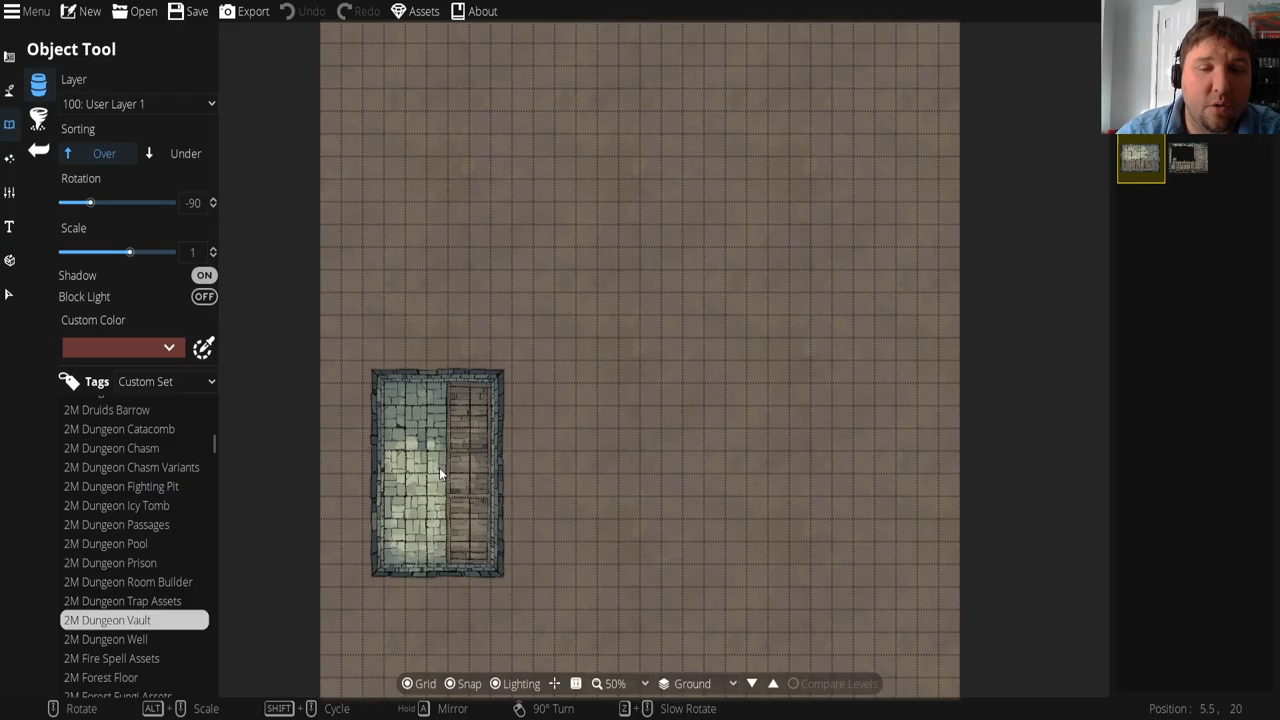 Menu New Open Save Export Undo Redo Assets About
Object Tool
Layer
100: User Layer 1
Sorting
Over Under
Rotation
-90
Scale
1
Shadow ON
Block Light OFF
Custom Color
Tags Custom Set
2M Druids Barrow
2M Dungeon Catacomb
2M Dungeon Chasm
2M Dungeon Chasm Variants
2M Dungeon Fighting Pit
2M Dungeon Icy Tomb
2M Dungeon Passages
2M Dungeon Pool
2M Dungeon Prison
2M Dungeon Room Builder
2M Dungeon Trap Assets
2M Dungeon Vault
2M Dungeon Well
2M Fire Spell Assets
2M Forest Floor
2M Forest Fungi Assets
Grid Snap Lighting 50% Ground Compare Levels
Rotate ALT + Scale SHIFT + Cycle Hold A Mirror 90° Turn Z + Slow Rotate Position : 5.5 , 20